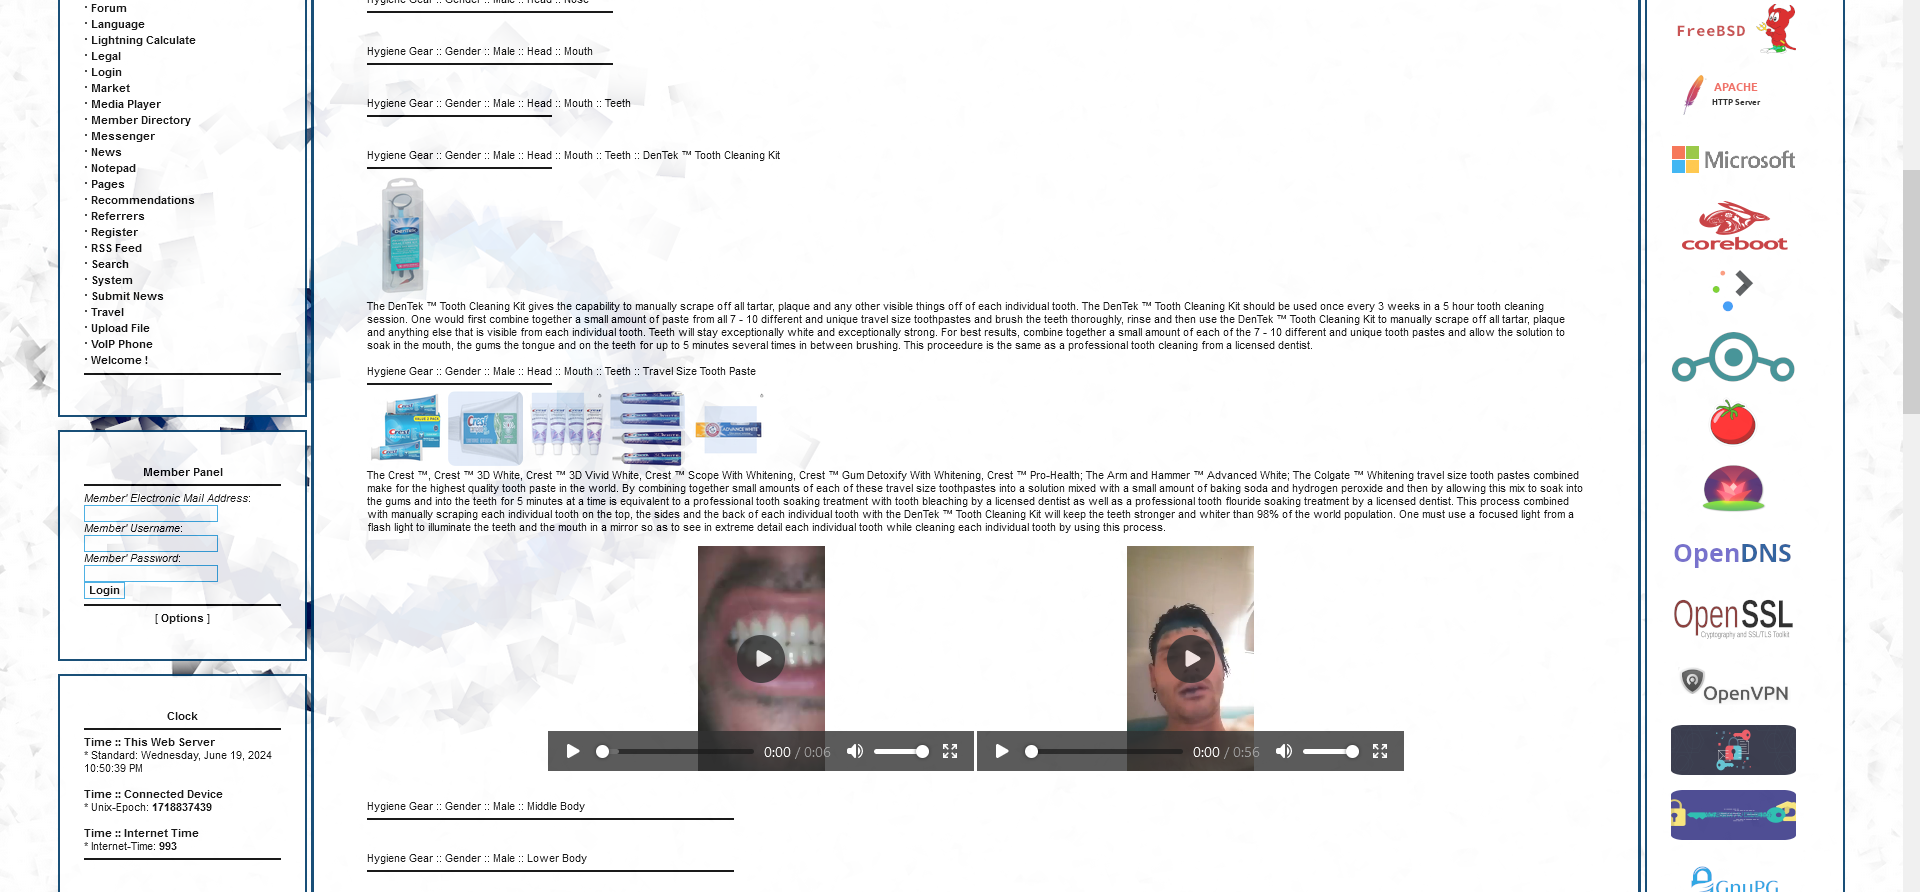 · Forum
· Language
· Lightning Calculate
· Legal
· Login
· Market
· Media Player
· Member Directory
· Messenger
· News
· Notepad
· Pages
· Recommendations
· Referrers
· Register
· RSS Feed
· Search
· System
· Submit News
· Travel
· Upload File
· VoIP Phone
· Welcome !
Member Panel
Member' Electronic Mail Address:
Member' Username:
Member' Password:
Login
[ Options ]
Clock
Time :: This Web Server
* Standard: Wednesday, June 19, 2024
10:50:39 PM
Time :: Connected Device
* Unix-Epoch: 1718837439
Time :: Internet Time
* Internet-Time: 993
Hygiene Gear :: Gender :: Male :: Head :: Nose
Hygiene Gear :: Gender :: Male :: Head :: Mouth
Hygiene Gear :: Gender :: Male :: Head :: Mouth :: Teeth
Hygiene Gear :: Gender :: Male :: Head :: Mouth :: Teeth :: DenTek ™ Tooth Cleaning Kit
DenTek
The DenTek ™ Tooth Cleaning Kit gives the capability to manually scrape off all tartar, plaque and any other visible things off of each individual tooth. The DenTek ™ Tooth Cleaning Kit should be used once every 3 weeks in a 5 hour tooth cleaning
session. One would first combine together a small amount of paste from all 7 - 10 different and unique travel size toothpastes and brush the teeth thoroughly, rinse and then use the DenTek ™ Tooth Cleaning Kit to manually scrape off all tartar, plaque
and anything else that is visible from each individual tooth. Teeth will stay exceptionally white and exceptionally strong. For best results, combine together a small amount of each of the 7 - 10 different and unique tooth pastes and allow the solution to
soak in the mouth, the gums the tongue and on the teeth for up to 5 minutes several times in between brushing. This proceedure is the same as a professional tooth cleaning from a licensed dentist.
Hygiene Gear :: Gender :: Male :: Head :: Mouth :: Teeth :: Travel Size Tooth Paste
Crest
Crest
ADVANCE WHITE
The Crest ™, Crest ™ 3D White, Crest ™ 3D Vivid White, Crest ™ Scope With Whitening, Crest ™ Gum Detoxify With Whitening, Crest ™ Pro-Health; The Arm and Hammer ™ Advanced White; The Colgate ™ Whitening travel size tooth pastes combined
make for the highest quality tooth paste in the world. By combining together small amounts of each of these travel size toothpastes into a solution mixed with a small amount of baking soda and hydrogen peroxide and then by allowing this mix to soak into
the gums and into the teeth for 5 minutes at a time is equivalent to a professional tooth soaking treatment with tooth bleaching by a licensed dentist as well as a professional tooth flouride soaking treatment by a licensed dentist. This process combined
with manually scraping each individual tooth on the top, the sides and the back of each individual tooth with the DenTek ™ Tooth Cleaning Kit will keep the teeth stronger and whiter than 98% of the world population. One must use a focused light from a
flash light to illuminate the teeth and the mouth in a mirror so as to see in extreme detail each individual tooth while cleaning each individual tooth by using this process.
0:00 / 0:06
0:00 / 0:56
Hygiene Gear :: Gender :: Male :: Middle Body
Hygiene Gear :: Gender :: Male :: Lower Body
FreeBSD
APACHE
HTTP Server
Microsoft
coreboot
OpenDNS
OpenSSL
Cryptography and SSL/TLS Toolkit
OpenVPN
GnuPG